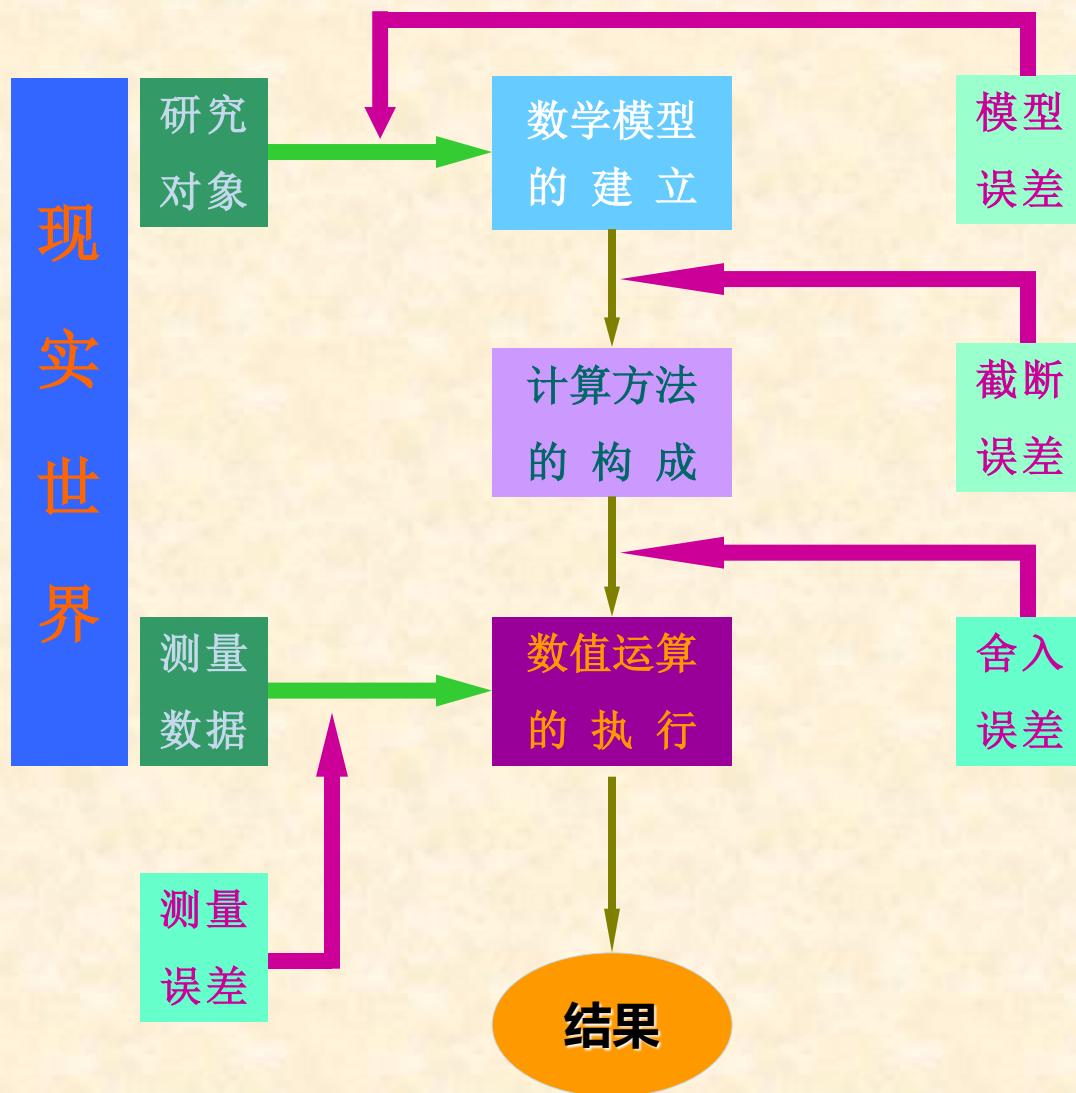 现
实
世
界
研究
对象
数学模型
的 建 立
模型
误差
计算方法
的 构 成
截断
误差
测量
数据
数值运算
的 执 行
舍入
误差
测量
误差
结果